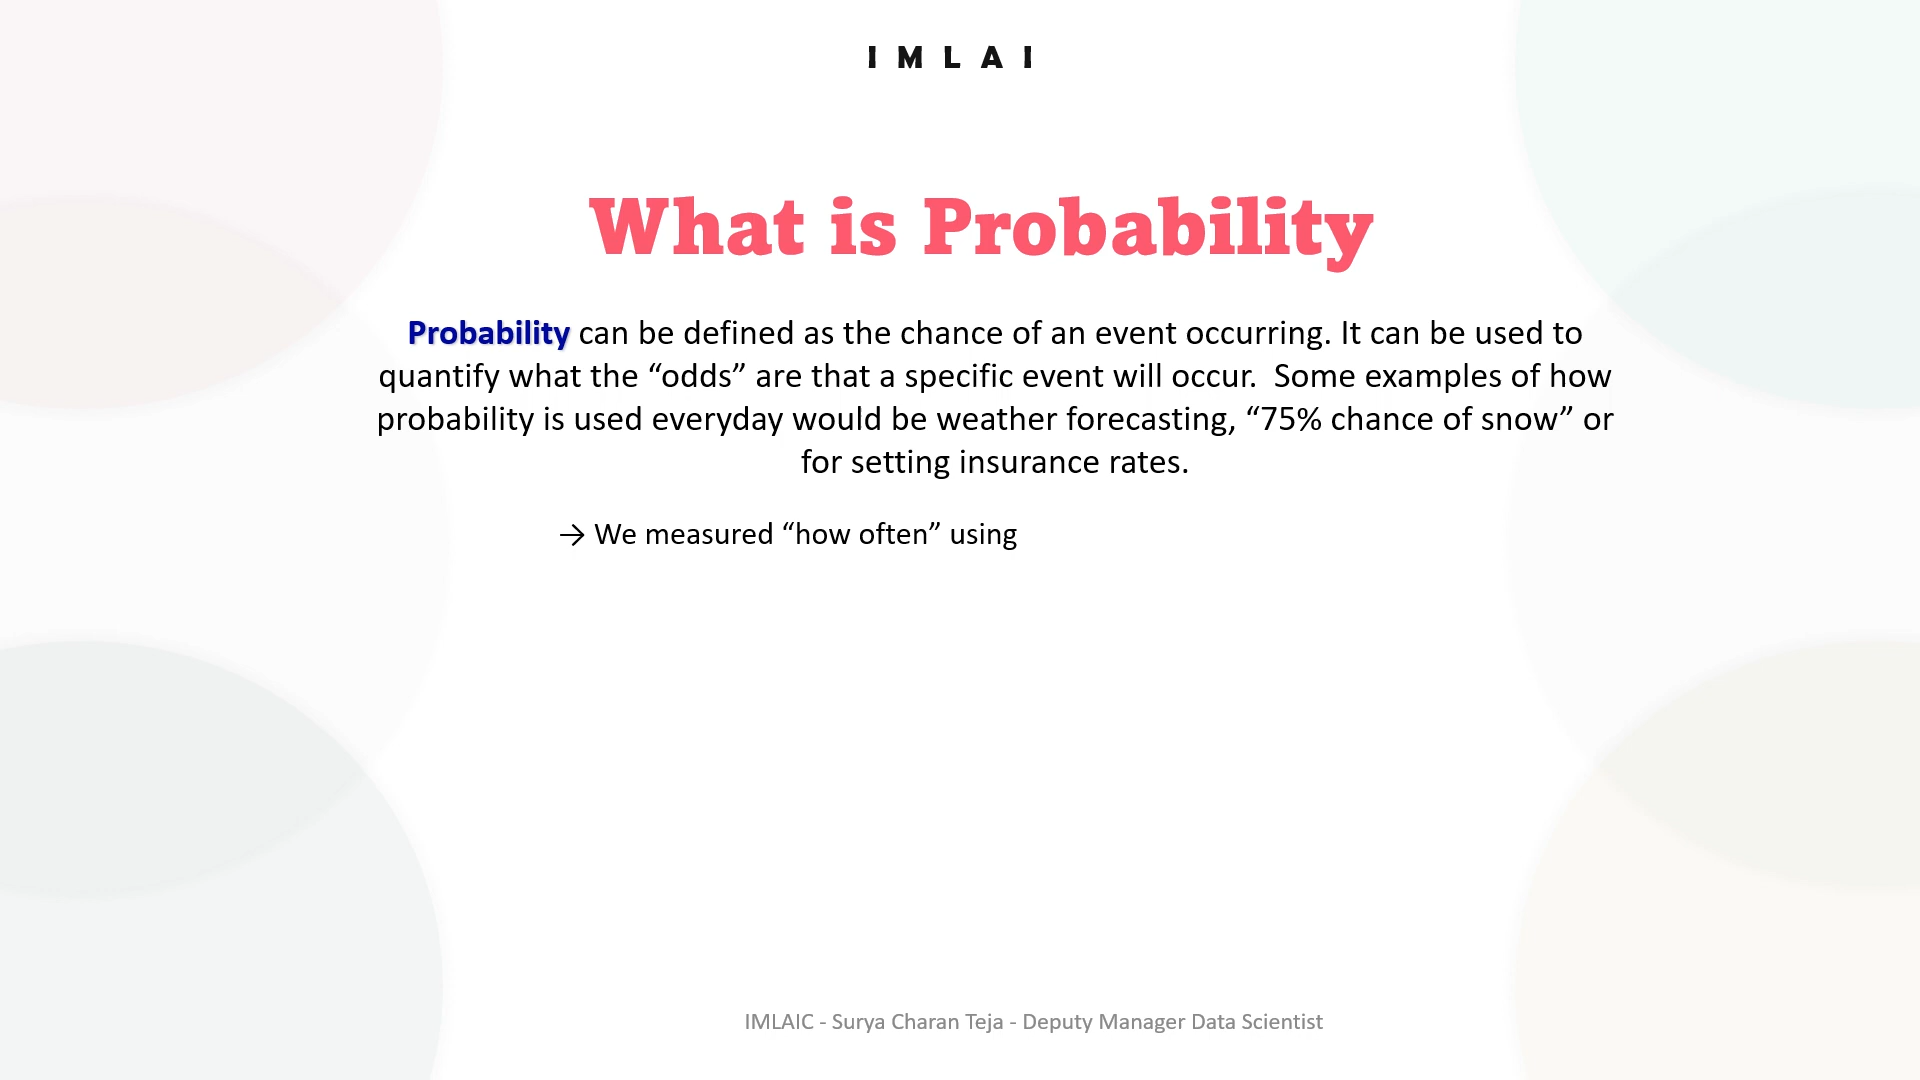 IMLAI
What is Probability
Probability can be defined as the chance of an event occurring. It can be used to
quantify what the “odds” are that a specific event will occur.  Some examples of how
probability is used everyday would be weather forecasting, “75% chance of snow” or
for setting insurance rates.
→ We measured “how often” using
IMLAIC - Surya Charan Teja - Deputy Manager Data Scientist